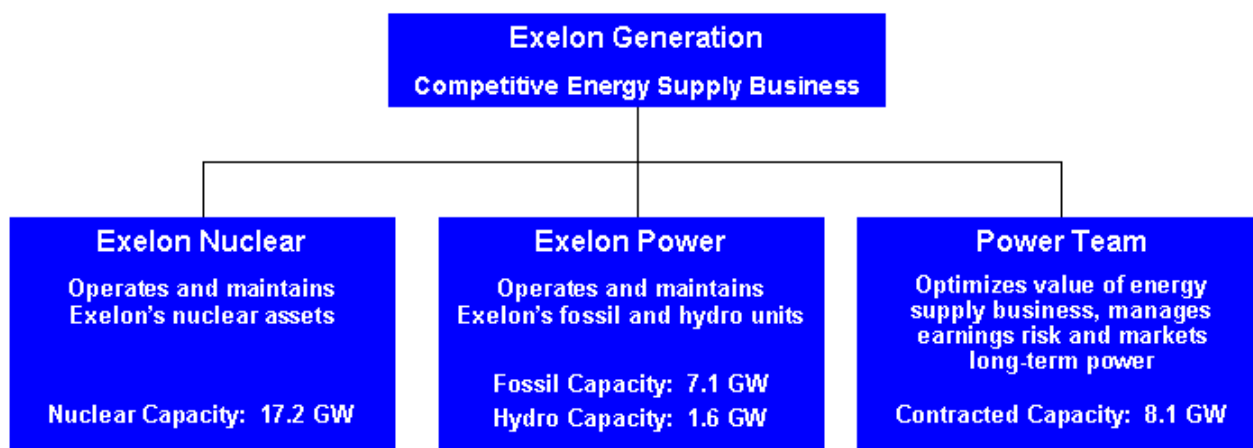 Exelon Generation
Competitive Energy Supply Business
Exelon Nuclear
Operates and maintains
Exelon's nuclear assets
Nuclear Capacity: 17.2 GW
Exelon Power
Operates and maintains
Exelon's fossil and hydro units
Fossil Capacity: 7.1 GW
Hydro Capacity: 1.6 GW
Power Team
Optimizes value of energy
supply business, manages
earnings risk and markets
long-term power
Contracted Capacity: 8.1 GW